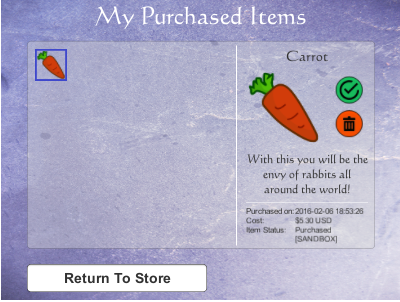 My Purchased Items
Carrot
With this you will be the
envy of rabbits all
around the world!
Purchased on: 2016-02-06 18:53:26
Cost: $5.30 USD
Item Status: Purchased
[SANDBOX]
Return To Store